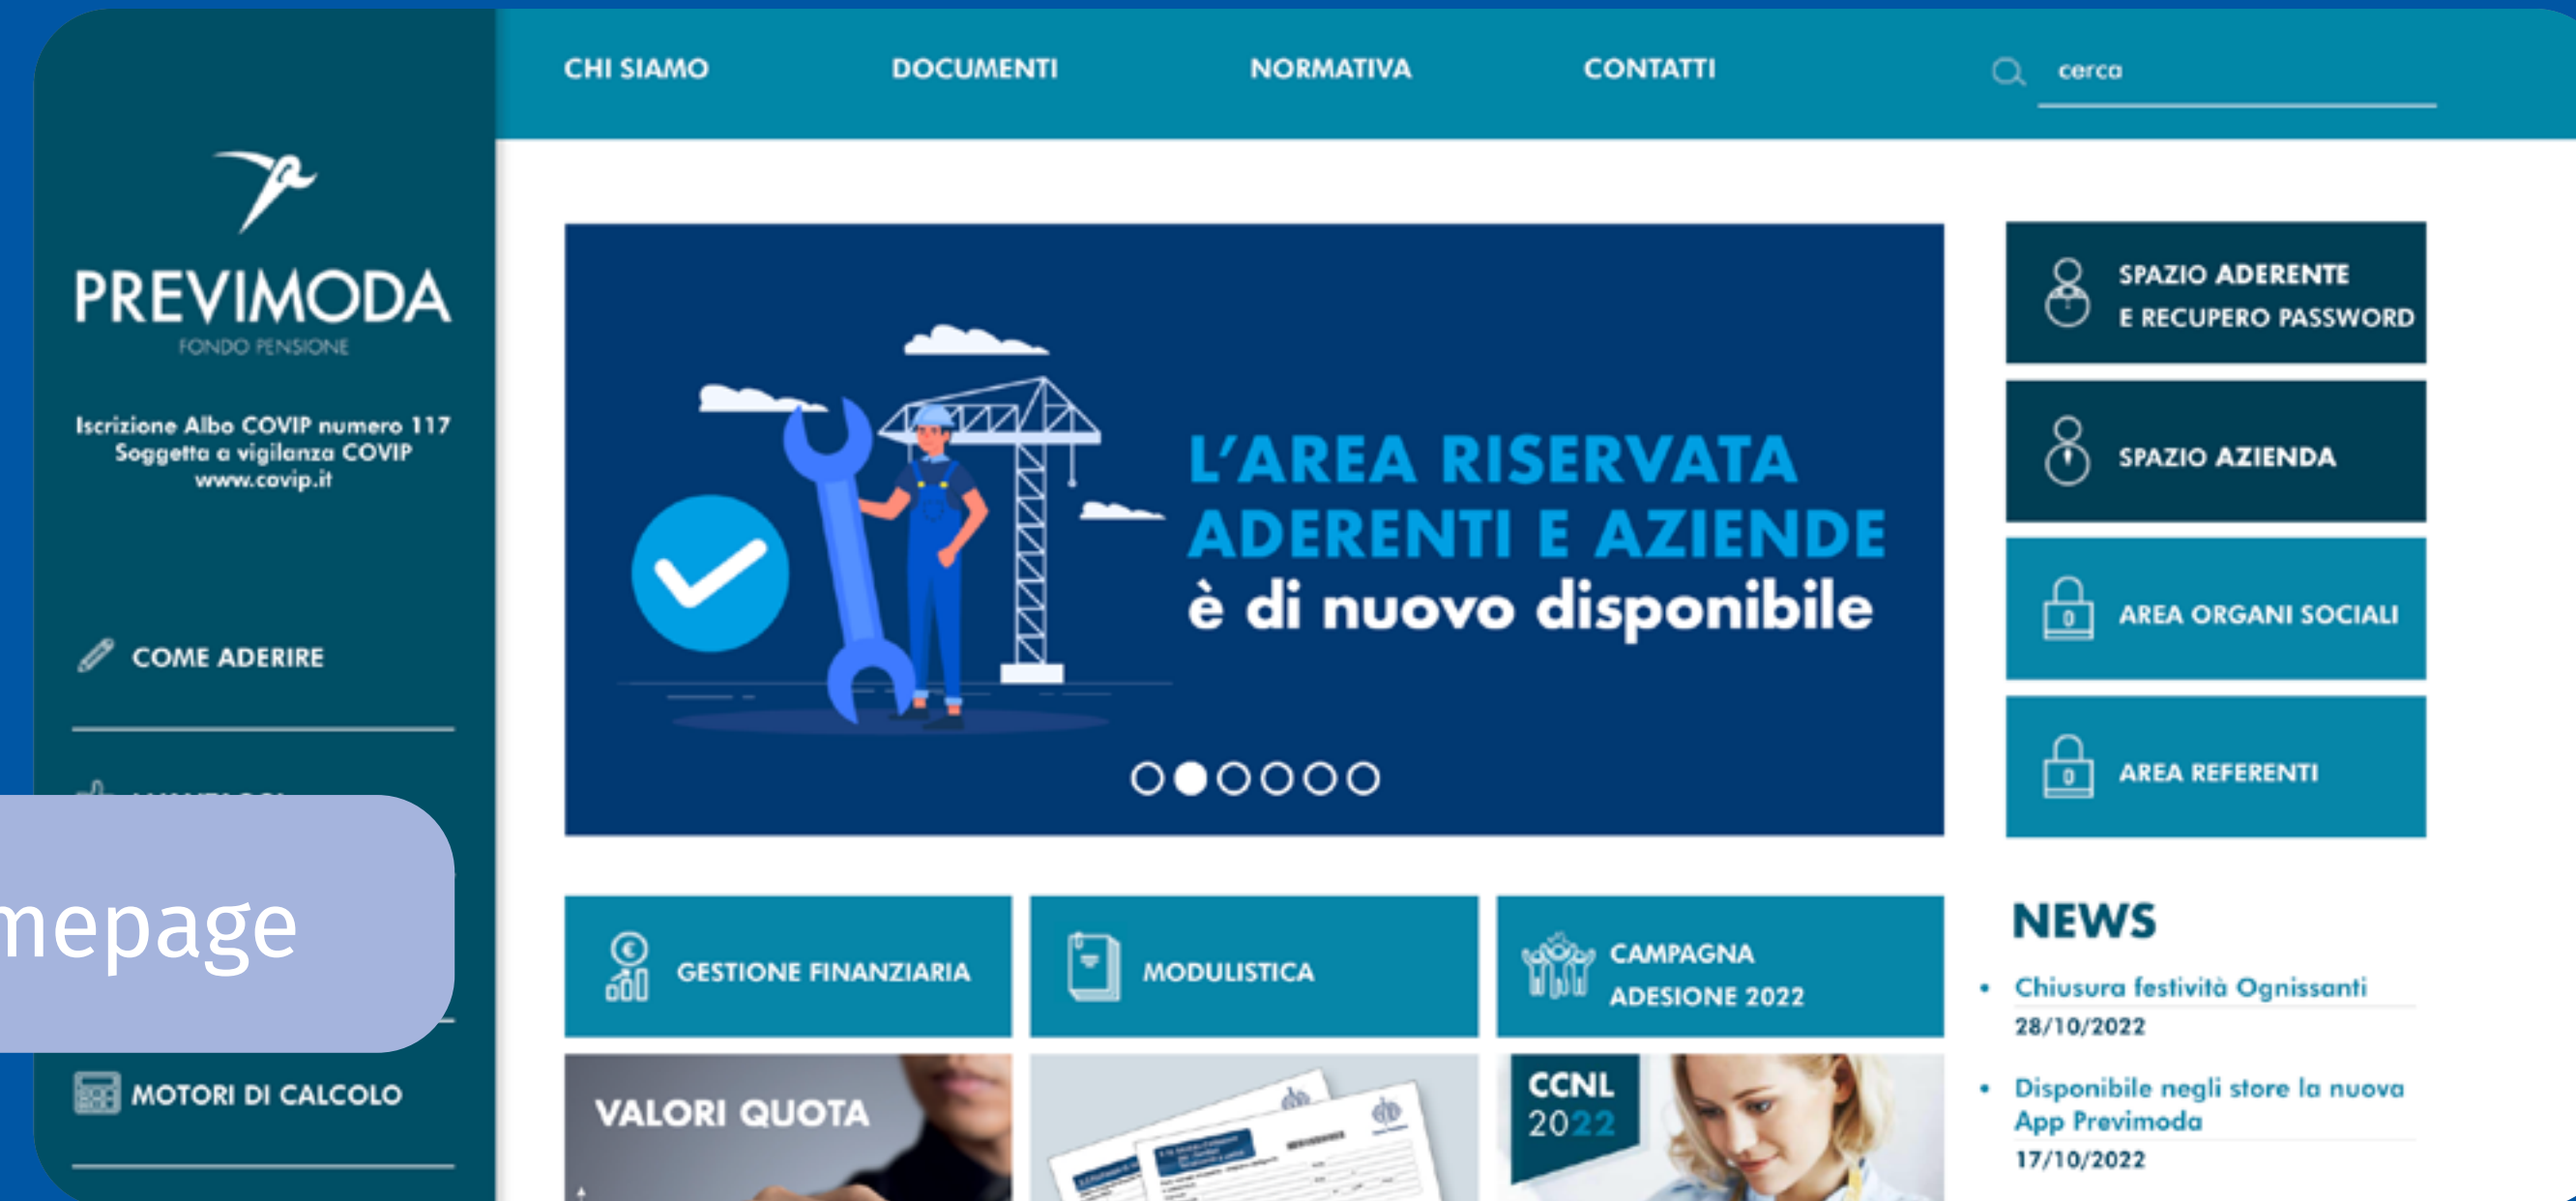 CHI SIAMO
DOCUMENTI
NORMATIVA
CONTATTI
cerca
PREVIMODA
FONDO PENSIONE
Iscrizione Albo COVIP numero 117
Soggetta a vigilanza COVIP
www.covip.it
COME ADERIRE
mepage
MOTORI DI CALCOLO
L'AREA RISERVATA
ADERENTI E AZIENDE
è di nuovo disponibile
SPAZIO ADERENTE
E RECUPERO PASSWORD
SPAZIO AZIENDA
AREA ORGANI SOCIALI
AREA REFERENTI
GESTIONE FINANZIARIA
MODULISTICA
CAMPAGNA
ADESIONE 2022
VALORI QUOTA
CCNL
2022
NEWS
Chiusura festività Ognissanti
28/10/2022
Disponibile negli store la nuova
App Previmoda
17/10/2022